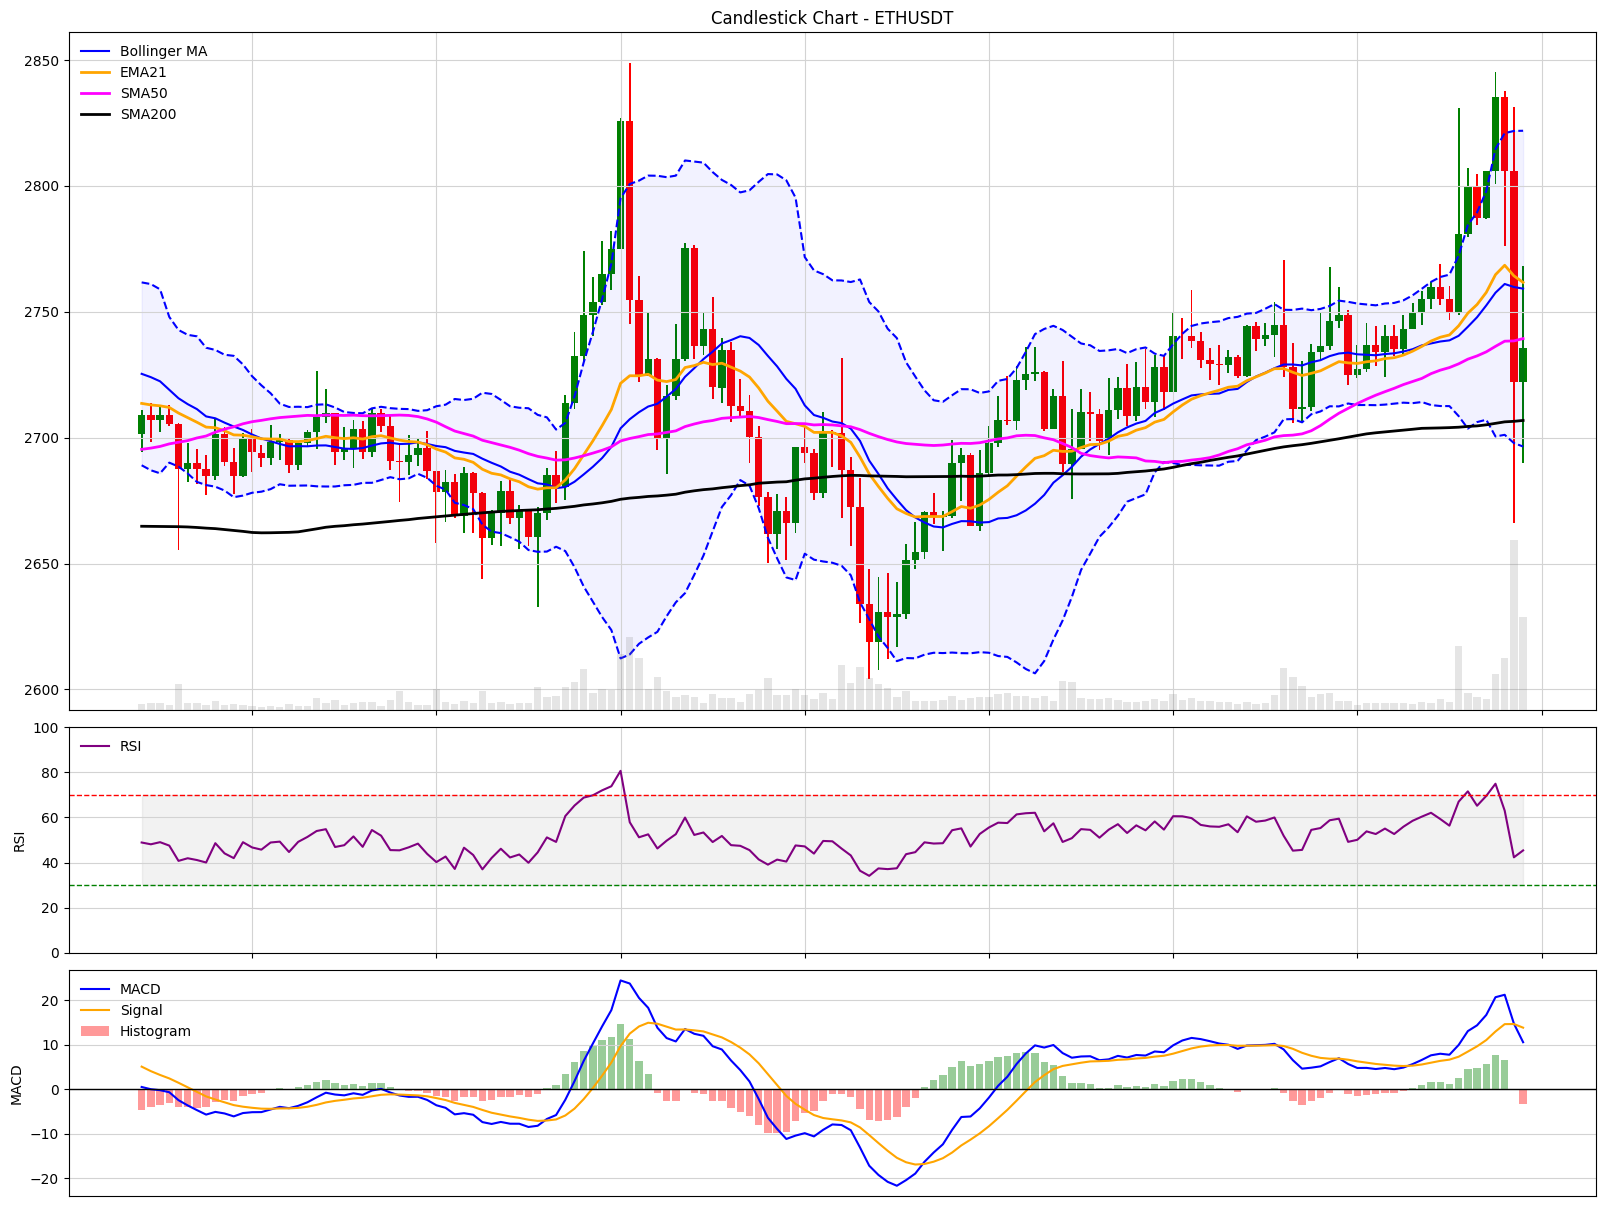 Candlestick Chart - ETHUSDT
Bollinger MA
EMA21
SMA50
SMA200
2850
2800
2750
2700
2650
2600
RSI
100
80
60
40
20
0
RSI
MACD
Signal
Histogram
20
10
0
−10
−20
MACD